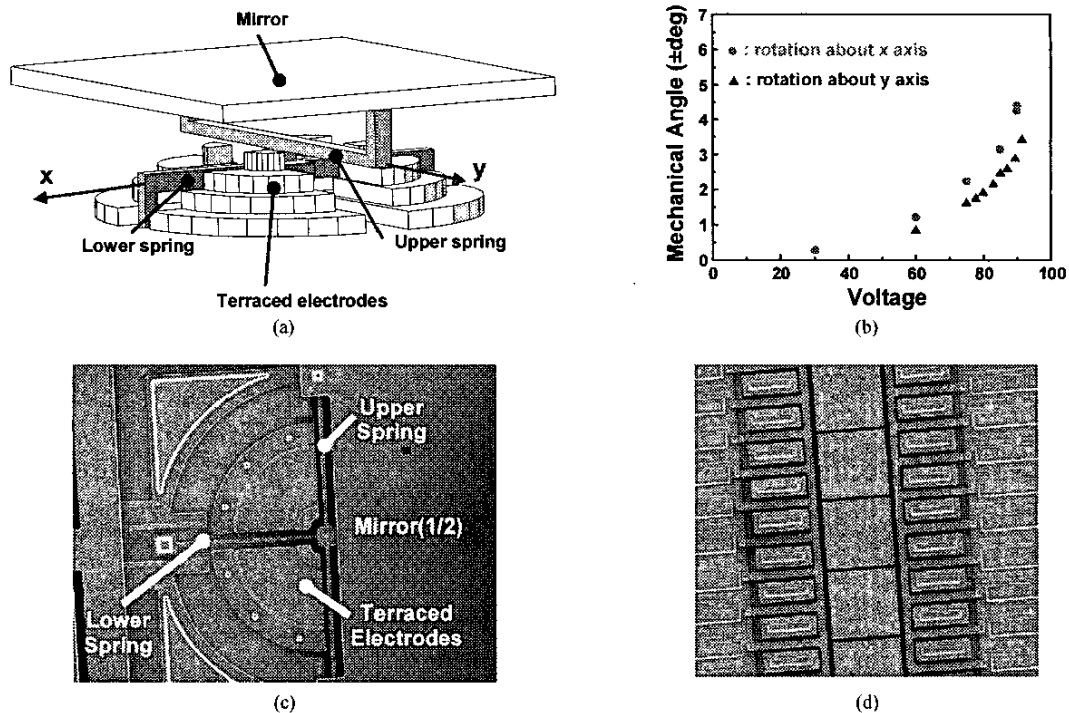 Mirror
x
y
Lower spring
Upper spring
Terraced electrodes
(a)
Mechanical Angle (±deg)
7
6
5
4
3
2
1
0
: rotation about x axis
: rotation about y axis
0 20 40 60 80 100
Voltage
(b)
Upper
Spring
Mirror(1/2)
Lower
Spring
Terraced
Electrodes
(c)
(d)